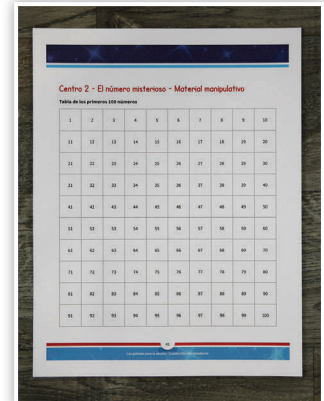 Centro 2 - El número misterioso - Material manipulativo
Tabla de los primeros 100 números
1 2 3 4 5 6 7 8 9 10
11 12 13 14 15 16 17 18 19 20
21 22 23 24 25 26 27 28 29 30
31 32 33 34 35 36 37 38 39 40
41 42 43 44 45 46 47 48 49 50
51 52 53 54 55 56 57 58 59 60
61 62 63 64 65 66 67 68 69 70
71 72 73 74 75 76 77 78 79 80
81 82 83 84 85 86 87 88 89 90
91 92 93 94 95 96 97 98 99 100